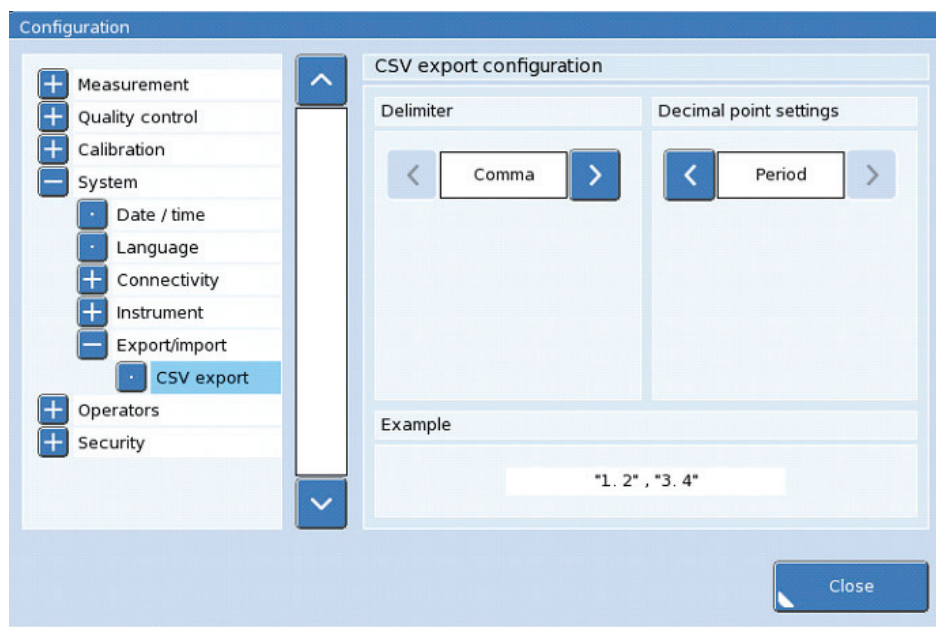 Configuration
Measurement
Quality control
Calibration
System
Date / time
Language
Connectivity
Instrument
Export/import
CSV export
Operators
Security
CSV export configuration
Delimiter
Comma
Decimal point settings
Period
Example
"1. 2" , "3. 4"
Close